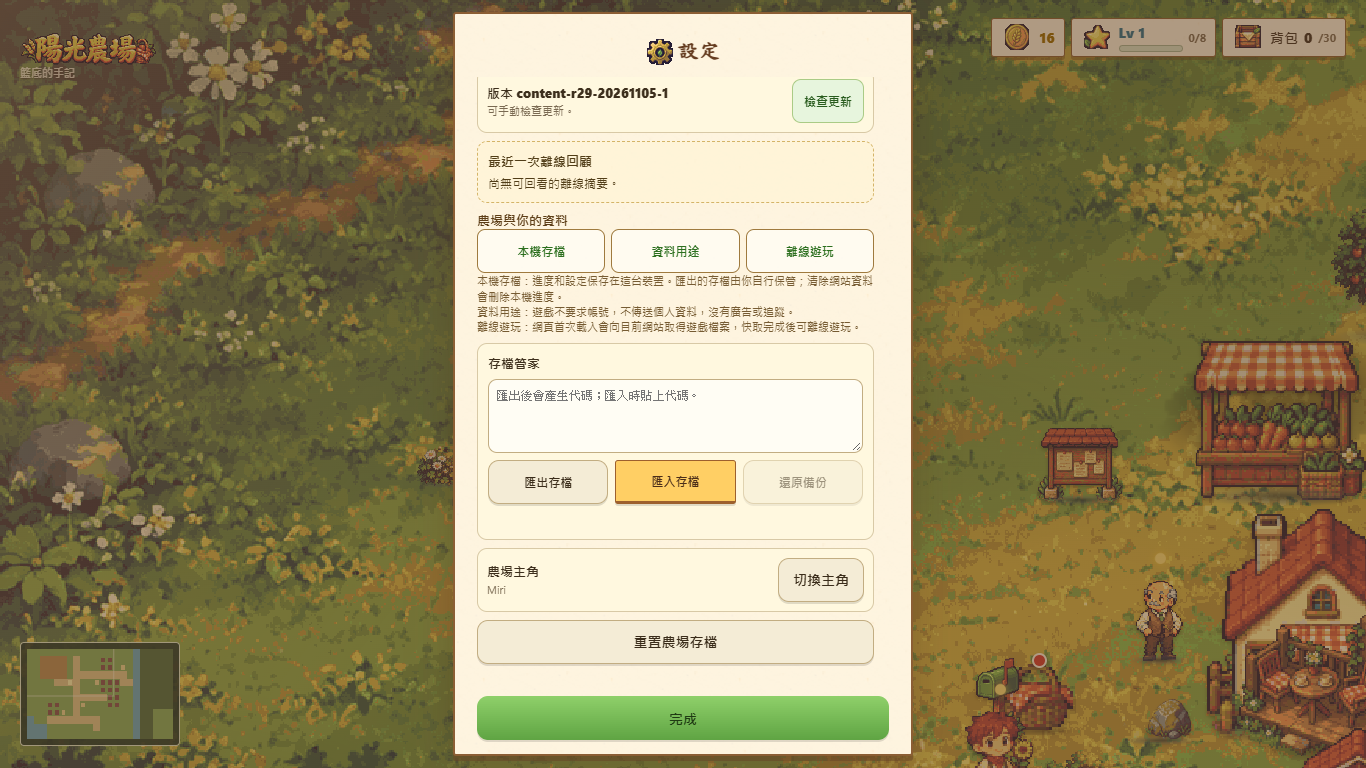 陽光農場
籃底的手記
16
Lv 1
0/8
背包 0 /30
設定
版本 content-r29-20261105-1
可手動檢查更新。
檢查更新
最近一次離線回顧
尚無可回看的離線摘要。
農場與你的資料
本機存檔
資料用途
離線遊玩
本機存檔：進度和設定保存在這台裝置。匯出的存檔由你自行保管；清除網站資料
會刪除本機進度。
資料用途：遊戲不要求帳號，不傳送個人資料，沒有廣告或追蹤。
離線遊玩：網頁首次載入會向目前網站取得遊戲檔案，快取完成後可離線遊玩。
存檔管家
匯出後會產生代碼；匯入時貼上代碼。
匯出存檔
匯入存檔
還原備份
農場主角
Miri
切換主角
重置農場存檔
完成